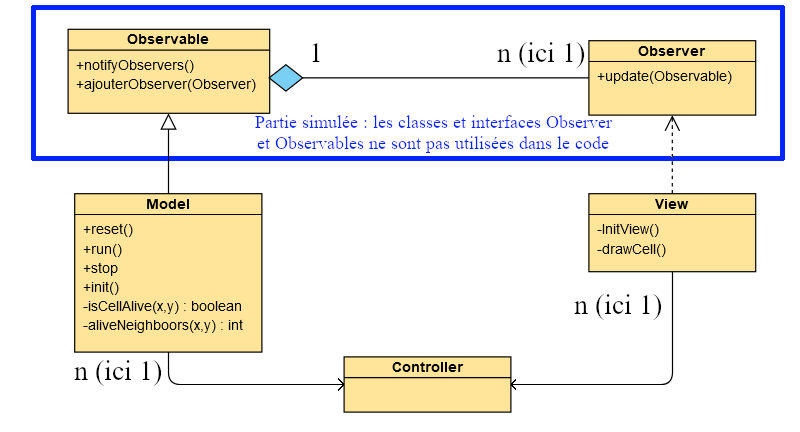 Observable
+notifyObservers()
+ajouterObserver(Observer)
1
n (ici 1)
Observer
+update(Observable)
Partie simulée : les classes et interfaces Observer
et Observables ne sont pas utilisées dans le code
Model
+reset()
+run()
+stop
+init()
-isCellAlive(x,y) : boolean
-aliveNeighboors(x,y) : int
View
-InitView()
-drawCell()
n (ici 1)
n (ici 1)
Controller